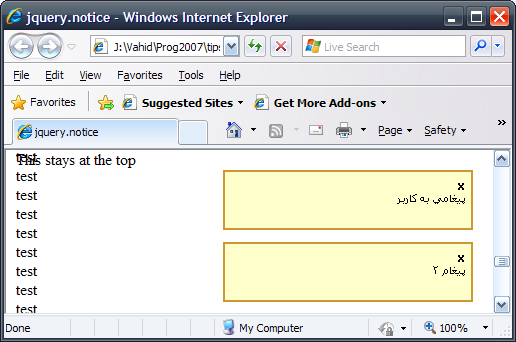 jquery.notice - Windows Internet Explorer
J:\Vahid\Prog2007\tips
Live Search
File Edit View Favorites Tools Help
Favorites Suggested Sites Get More Add-ons
jquery.notice Page Safety »
This stays at the top
test
test
test
test
test
test
test
test
test
X
پیغامي به کاربر
X
پیغام ۲
Done My Computer 100%